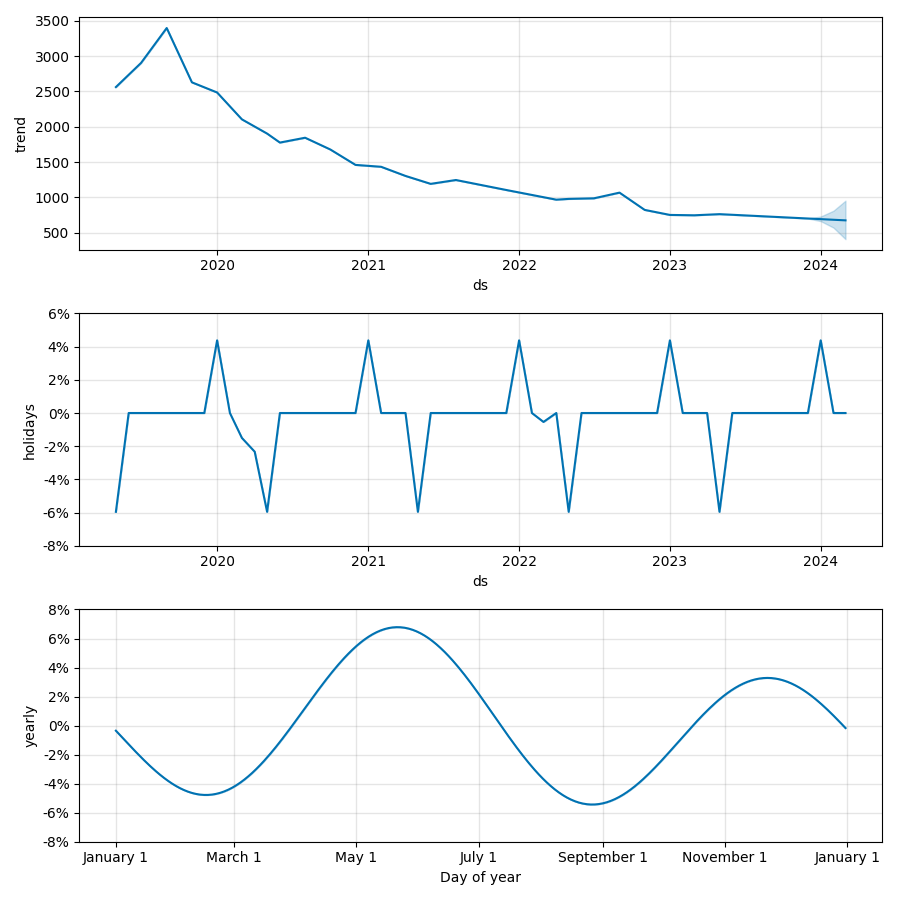 3500
3000
2500
2000
1500
1000
500
trend
2020 2021 2022 2023 2024
ds
6%
4%
2%
0%
-2%
-4%
-6%
-8%
holidays
2020 2021 2022 2023 2024
ds
8%
6%
4%
2%
0%
-2%
-4%
-6%
-8%
yearly
January 1 March 1 May 1 July 1 September 1 November 1 January 1
Day of year